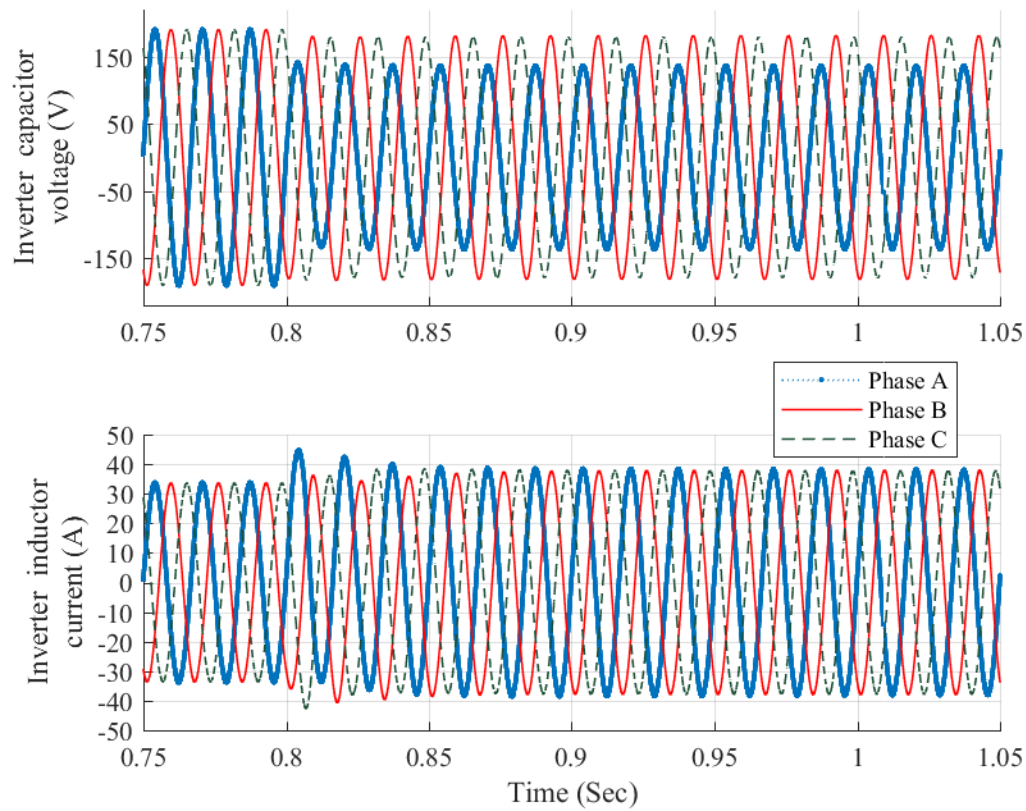 Inverter capacitor
voltage (V)
150
50
-50
-150
0.75 0.8 0.85 0.9 0.95 1 1.05
Phase A
Phase B
Phase C
Inverter inductor
current (A)
50
40
30
20
10
0
-10
-20
-30
-40
-50
0.75 0.8 0.85 0.9 0.95 1 1.05
Time (Sec)